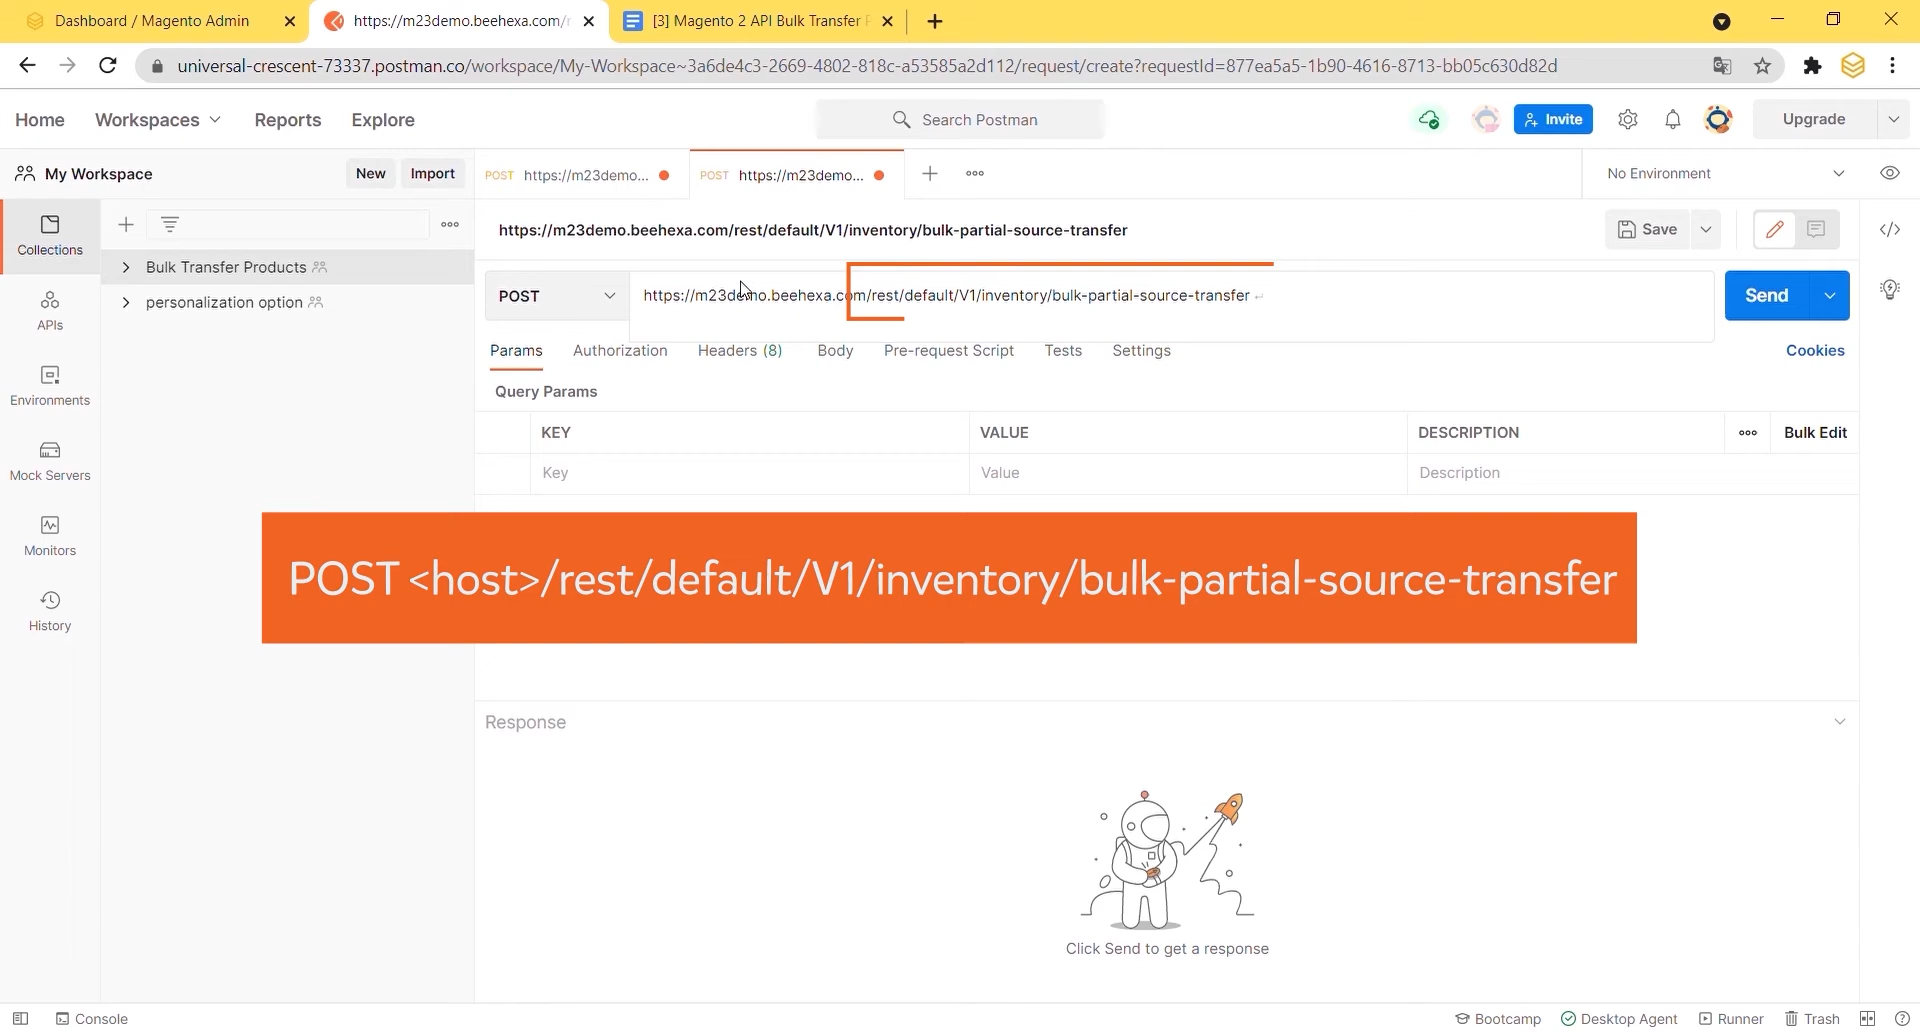 Dashboard / Magento Admin
https://m23demo.beehexa.com/r
[3] Magento 2 API Bulk Transfer P
universal-crescent-73337.postman.co/workspace/My-Workspace~3a6de4c3-2669-4802-818c-a53585a2d112/request/create?requestId=877ea5a5-1b90-4616-8713-bb05c630d82d
Home
Workspaces
Reports
Explore
Search Postman
Invite
Upgrade
My Workspace
New
Import
POST https://m23demo...
POST https://m23demo...
No Environment
Collections
https://m23demo.beehexa.com/rest/default/V1/inventory/bulk-partial-source-transfer
Save
Bulk Transfer Products
personalization option
POST
https://m23demo.beehexa.com/rest/default/V1/inventory/bulk-partial-source-transfer
Send
APIs
Params
Authorization
Headers (8)
Body
Pre-request Script
Tests
Settings
Cookies
Environments
Query Params
KEY
VALUE
DESCRIPTION
Bulk Edit
Key
Value
Description
Mock Servers
Monitors
History
POST <host>/rest/default/V1/inventory/bulk-partial-source-transfer
Response
Click Send to get a response
Console
Bootcamp
Desktop Agent
Runner
Trash